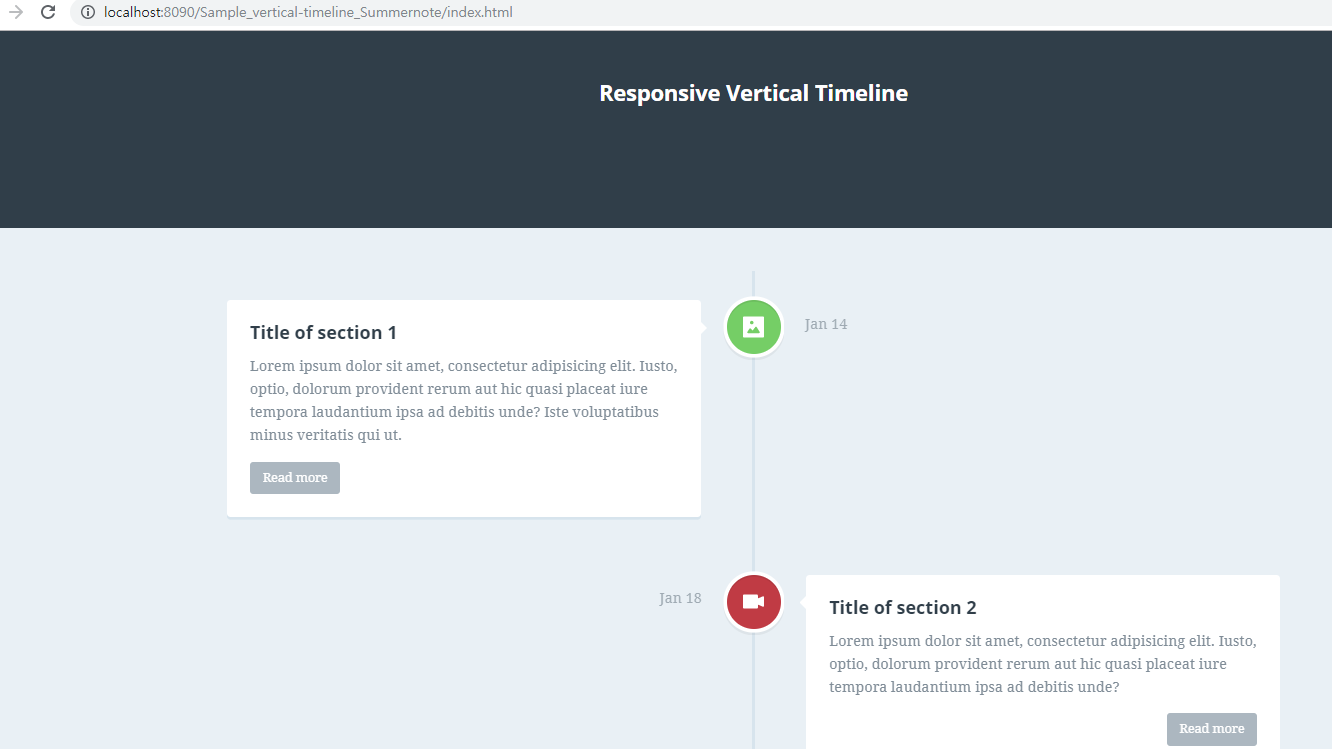 localhost:8090/Sample_vertical-timeline_Summernote/index.html
Responsive Vertical Timeline
Title of section 1
Jan 14
Lorem ipsum dolor sit amet, consectetur adipisicing elit. Iusto,
optio, dolorum provident rerum aut hic quasi placeat iure
tempora laudantium ipsa ad debitis unde? Iste voluptatibus
minus veritatis qui ut.
Read more
Jan 18
Title of section 2
Lorem ipsum dolor sit amet, consectetur adipisicing elit. Iusto,
optio, dolorum provident rerum aut hic quasi placeat iure
tempora laudantium ipsa ad debitis unde?
Read more